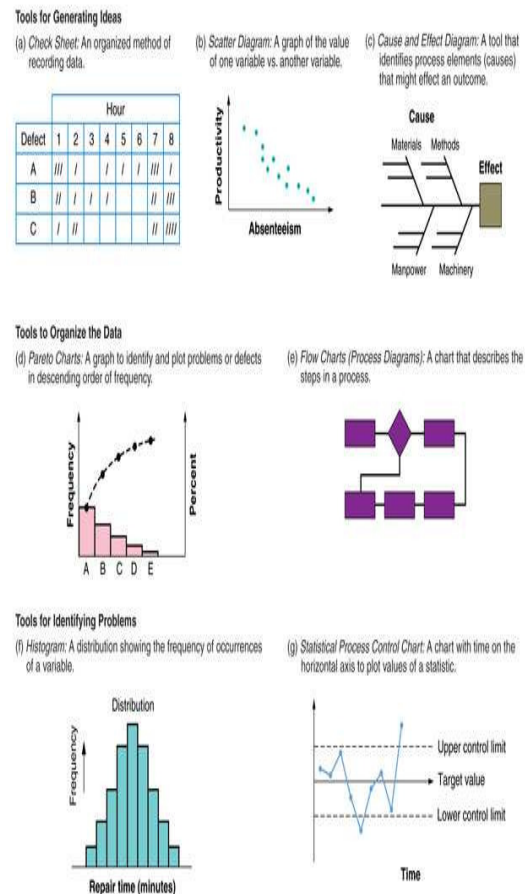 Tools for Generating Ideas
(a) Check Sheet: An organized method of
recording data.
Hour
Defect 1 2 3 4 5 6 7 8
A /// / / / / /// /
B // / / / // ///
C / // // ////
(b) Scatter Diagram: A graph of the value
of one variable vs. another variable.
Productivity
Absenteeism
(c) Cause and Effect Diagram: A tool that
identifies process elements (causes)
that might effect an outcome.
Cause
Materials Methods
Effect
Manpower Machinery
Tools to Organize the Data
(d) Pareto Charts: A graph to identify and plot problems or defects
in descending order of frequency.
Frequency
Percent
A B C D E
(e) Flow Charts (Process Diagrams): A chart that describes the
steps in a process.
Tools for Identifying Problems
(f) Histogram: A distribution showing the frequency of occurrences
of a variable.
Distribution
Frequency
Repair time (minutes)
(g) Statistical Process Control Chart: A chart with time on the
horizontal axis to plot values of a statistic.
Upper control limit
Target value
Lower control limit
Time